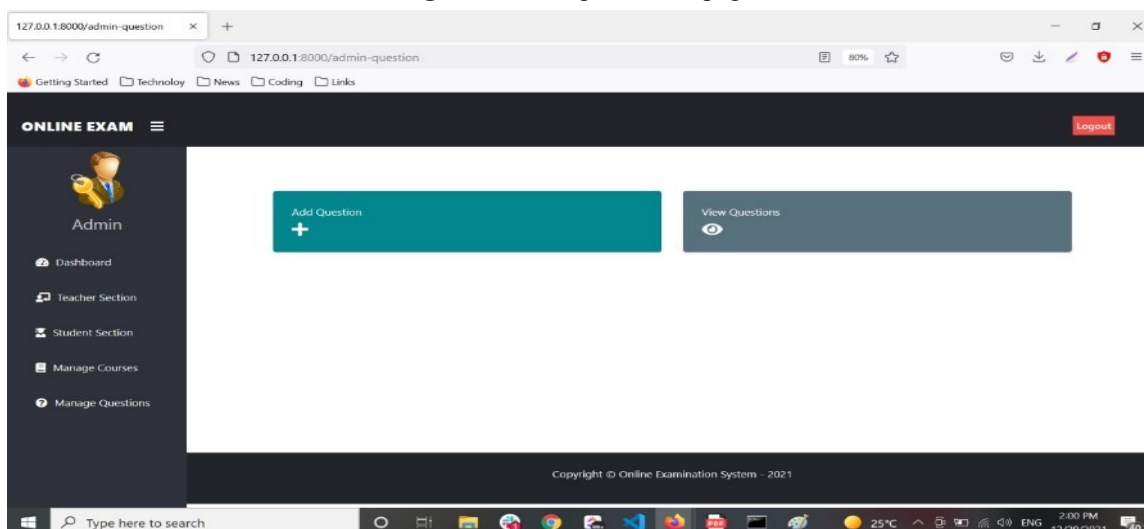 127.0.0.1:8000/admin-question
127.0.0.1:8000/admin-question
80%
Getting Started Technoloy News Coding Links
ONLINE EXAM
Logout
Admin
Add Question
View Questions
Dashboard
Teacher Section
Student Section
Manage Courses
Manage Questions
Copyright © Online Examination System - 2021
Type here to search
25°C
ENG
2:00 PM